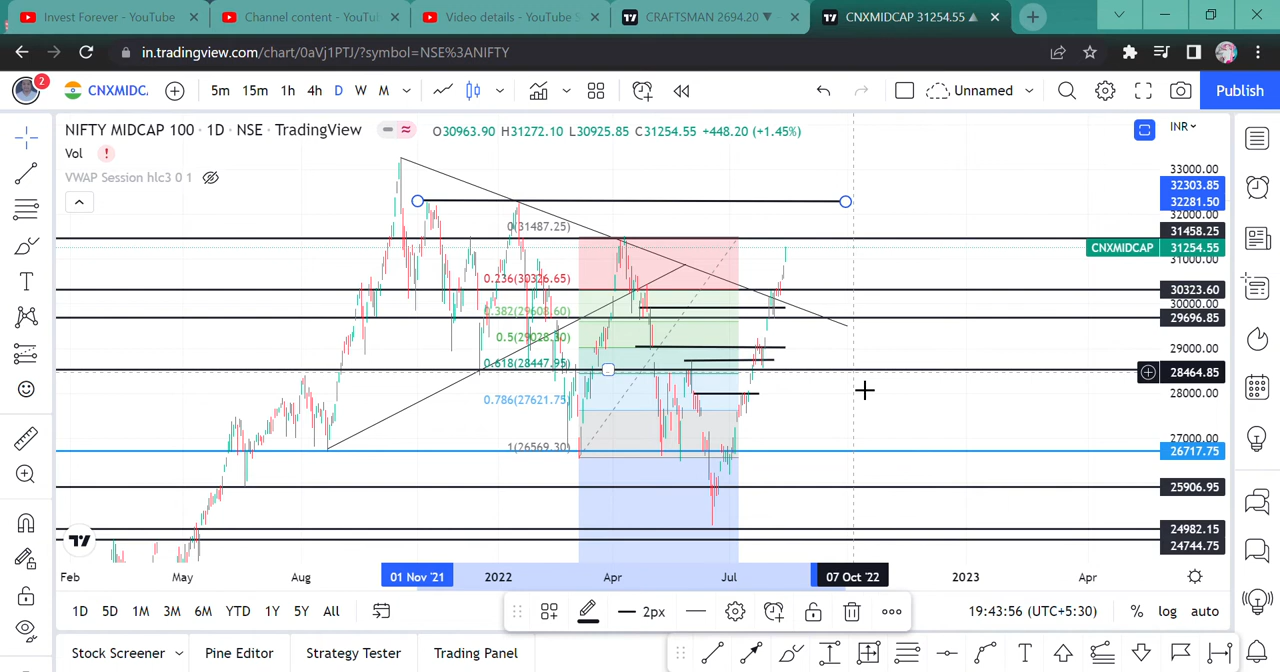 Invest Forever - YouTube
Channel content - YouTu
Video details - YouTube S
CRAFTSMAN 2694.20 ▼
CNXMIDCAP 31254.55 ▲
in.tradingview.com/chart/0aVj1PTJ/?symbol=NSE%3ANIFTY
2
CNXMIDC.
5m 15m 1h 4h D W M
Unnamed
Publish
NIFTY MIDCAP 100 · 1D · NSE · TradingView
O30963.90 H31272.10 L30925.85 C31254.55 +448.20 (+1.45%)
INR
Vol
VWAP Session hlc3 0 1
33000.00
32303.85
32281.50
32000.00
0(31487.25)
31458.25
CNXMIDCAP 31254.55
31000.00
0.236(30326.65)
30323.60
30000.00
0.382(29608.60)
29696.85
0.5(29028.30)
29000.00
0.618(28447.95)
28464.85
28000.00
0.786(27621.75)
27000.00
1(26569.30)
26717.75
25906.95
24982.15
24744.75
Feb May Aug 01 Nov '21 2022 Apr Jul 07 Oct '22 2023 Apr
1D 5D 1M 3M 6M YTD 1Y 5Y All
2px
19:43:56 (UTC+5:30)
% log auto
Stock Screener Pine Editor Strategy Tester Trading Panel